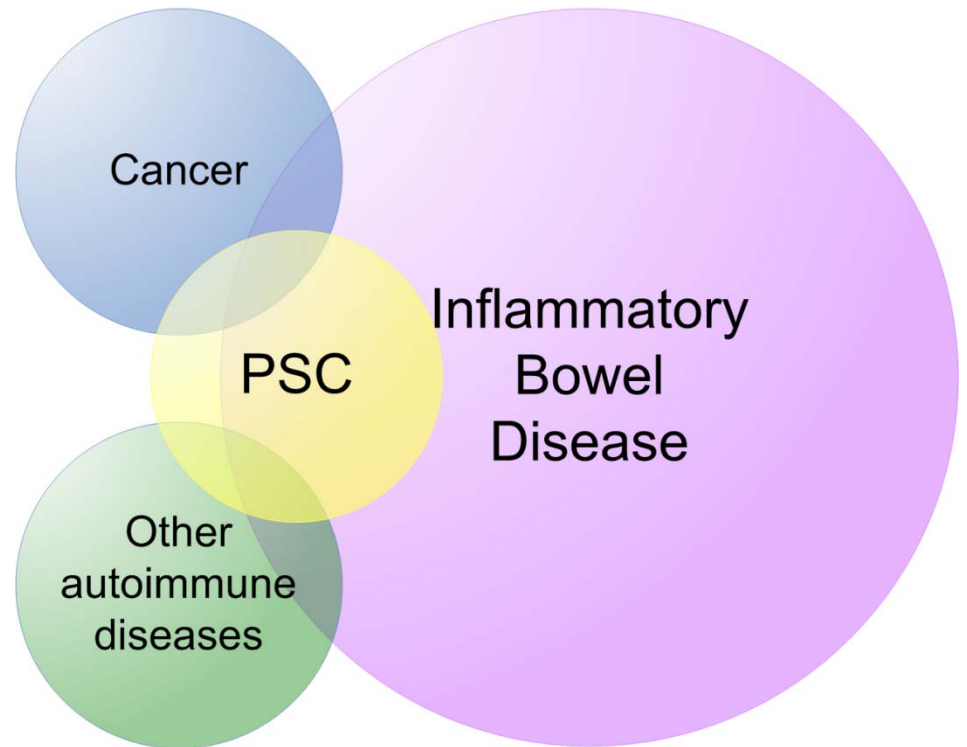 Cancer
PSC
Inflammatory
Bowel
Disease
Other
autoimmune
diseases